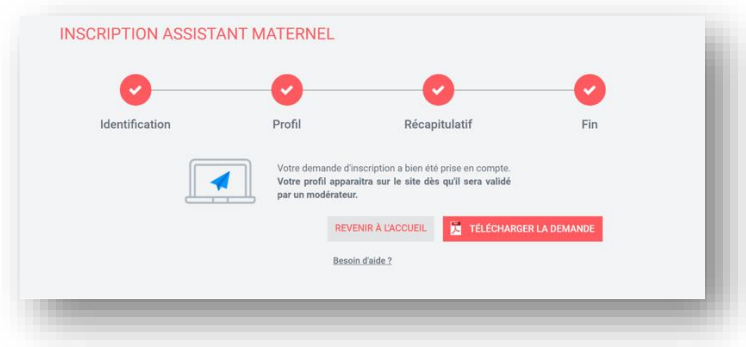 INSCRIPTION ASSISTANT MATERNEL
Identification Profil Récapitulatif Fin
Votre demande d'inscription a bien été prise en compte.
Votre profil apparaitra sur le site dès qu'il sera validé
par un modérateur.
REVENIR À L'ACCUEIL TÉLÉCHARGER LA DEMANDE
Besoin d'aide ?